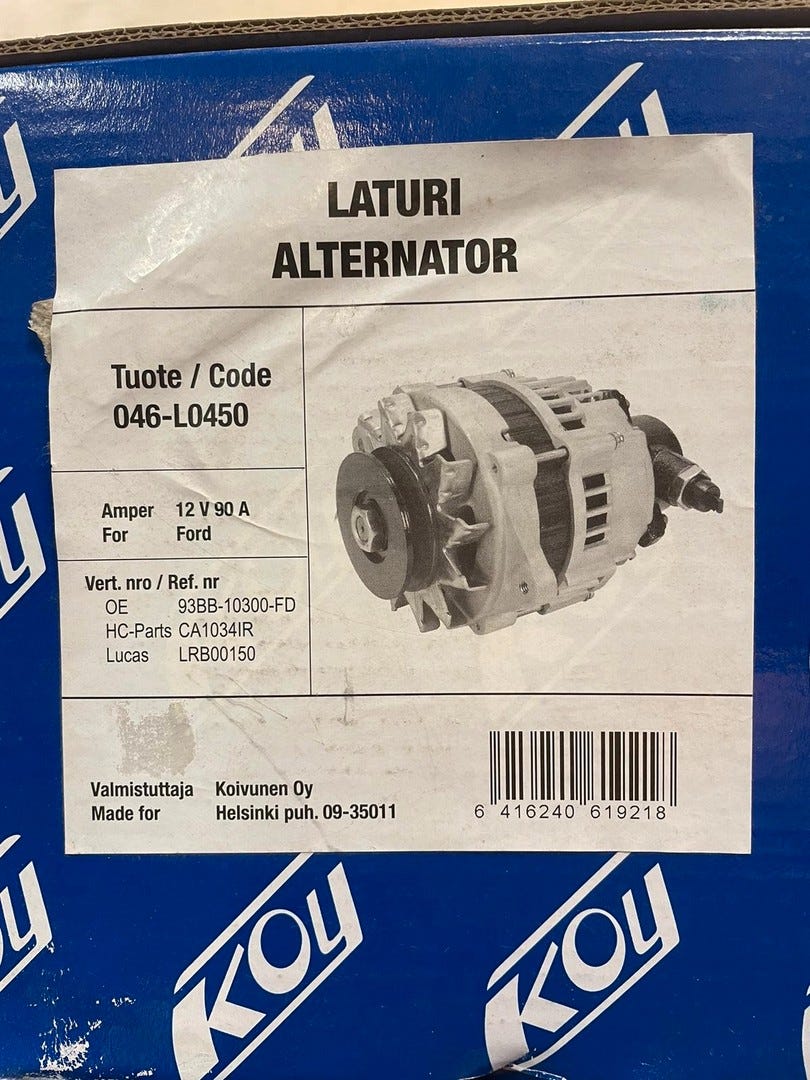 LATURI
ALTERNATOR
Tuote / Code
046-L0450
Amper 12 V 90 A
For Ford
Vert. nro / Ref. nr
OE 93BB-10300-FD
HC-Parts CA1034IR
Lucas LRB00150
Valmistuttaja Koivunen Oy
Made for Helsinki puh. 09-35011
6 416240 619218
KOY
KOY